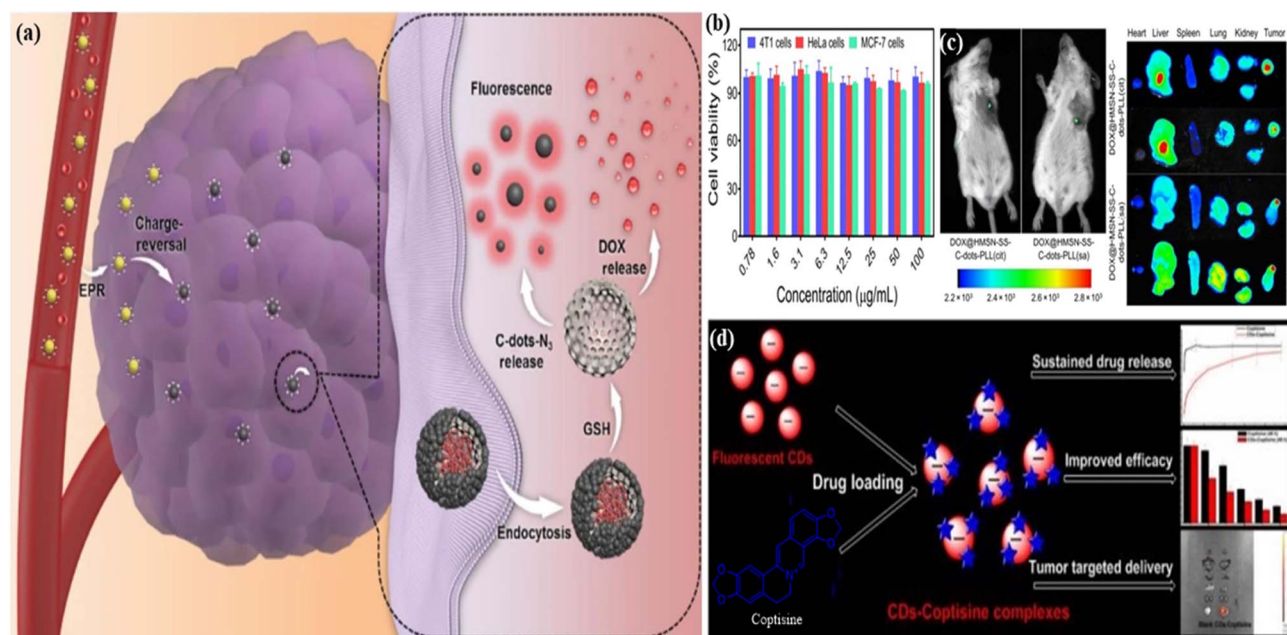 (a)
EPR
Charge-
reversal
Fluorescence
DOX
release
C-dots-N₃
release
GSH
Endocytosis
(b)
4T1 cells HeLa cells MCF-7 cells
Cell viability (%)
120
90
60
30
0
0.78 1.6 3.1 6.3 12.5 25 50 100
Concentration (µg/mL)
(c)
DOX@HMSN-SS-
C-dots-PLL(cit)
DOX@HMSN-SS-
C-dots-PLL(sa)
2.2×10³ 2.4×10³ 2.6×10³ 2.8×10³
Heart Liver Spleen Lung Kidney Tumor
DOX@HMSN-SS-C-
dots-PLL(cit)
DOX@HMSN-SS-C-
dots-PLL(sa)
(d)
Fluorescent CDs
Drug loading
Coptisine
CDs-Coptisine complexes
Sustained drug release
Improved efficacy
Tumor targeted delivery
Blank CDs-Coptisine